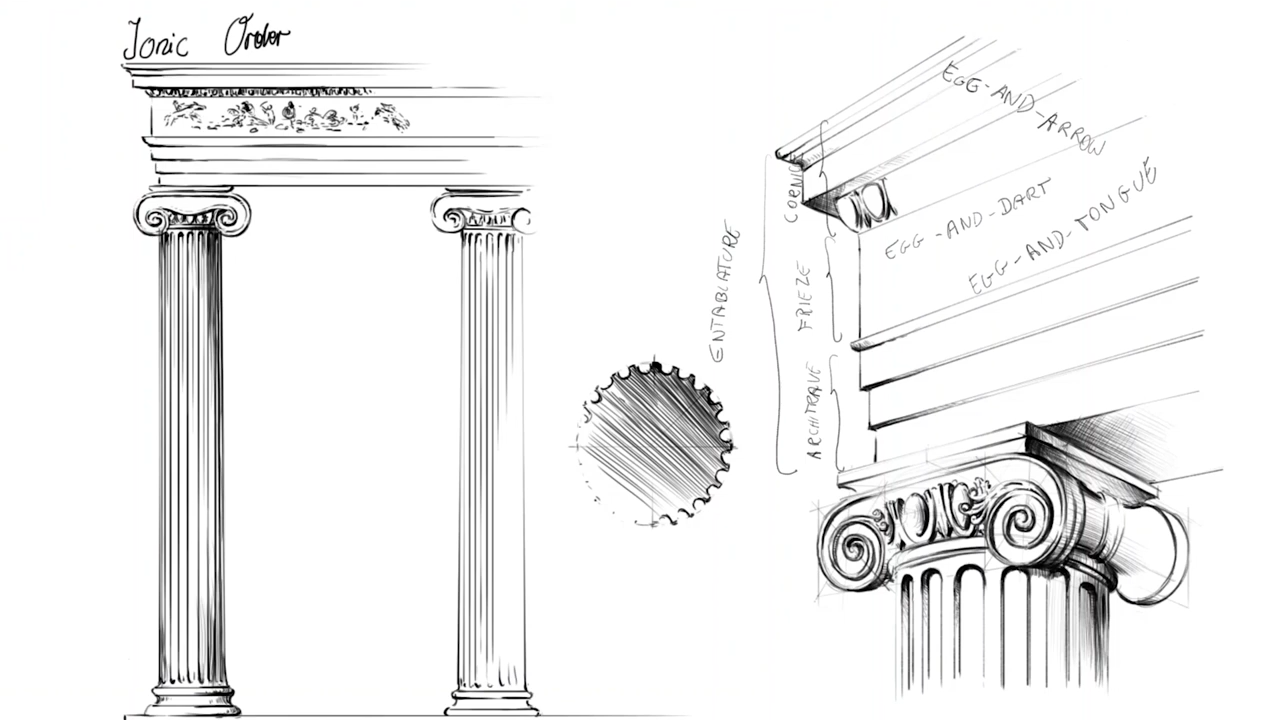 Ionic Order
EGG-AND-ARROW
CORNICE
EGG-AND-DART
EGG-AND-TONGUE
ENTABLATURE
FRIEZE
ARCHITRAVE